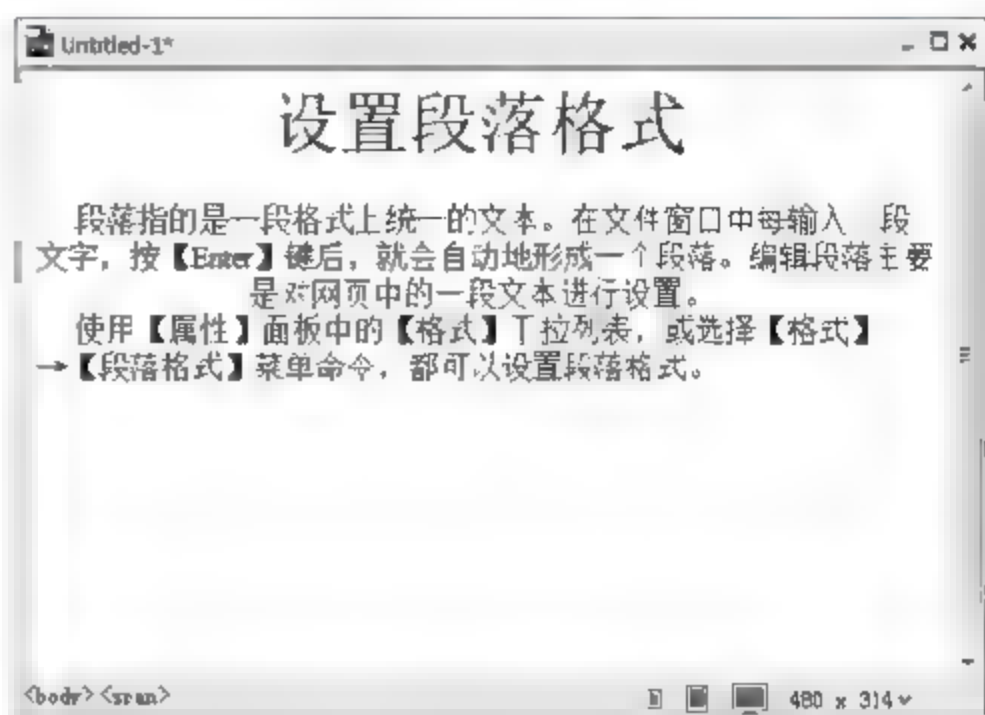 Untitled-1*
设置段落格式
段落指的是一段格式上统一的文本。在文件窗口中每输入 段
文字，按【Enter】键后，就会自动地形成一个段落。编辑段落主要
是对网页中的一段文本进行设置。
使用【属性】面板中的【格式】下拉列表，或选择【格式】
→【段落格式】菜单命令，都可以设置段落格式。
<body><span> 480 x 314